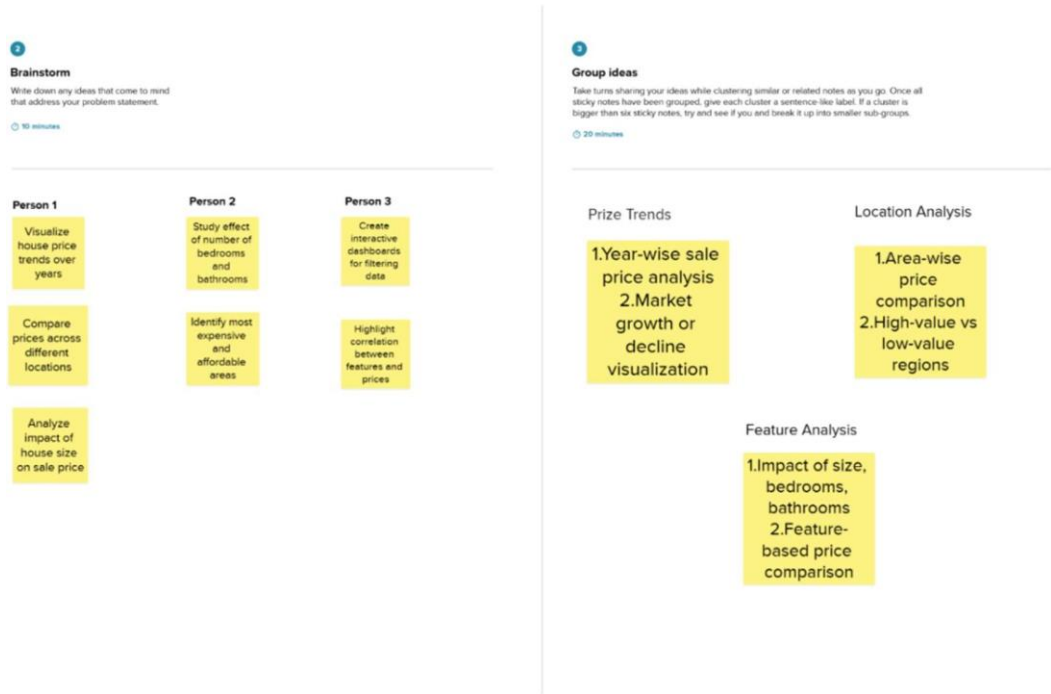 2
Brainstorm
Write down any ideas that come to mind
that address your problem statement.
10 minutes
Person 1
Visualize
house price
trends over
years
Compare
prices across
different
locations
Analyze
impact of
house size
on sale price
Person 2
Study effect
of number of
bedrooms
and
bathrooms
Identify most
expensive
and
affordable
areas
Person 3
Create
interactive
dashboards
for filtering
data
Highlight
correlation
between
features and
prices
3
Group ideas
Take turns sharing your ideas while clustering similar or related notes as you go. Once all
sticky notes have been grouped, give each cluster a sentence-like label. If a cluster is
bigger than six sticky notes, try and see if you and break it up into smaller sub-groups.
20 minutes
Prize Trends
1.Year-wise sale
price analysis
2.Market
growth or
decline
visualization
Location Analysis
1.Area-wise
price
comparison
2.High-value vs
low-value
regions
Feature Analysis
1.Impact of size,
bedrooms,
bathrooms
2.Feature-
based price
comparison